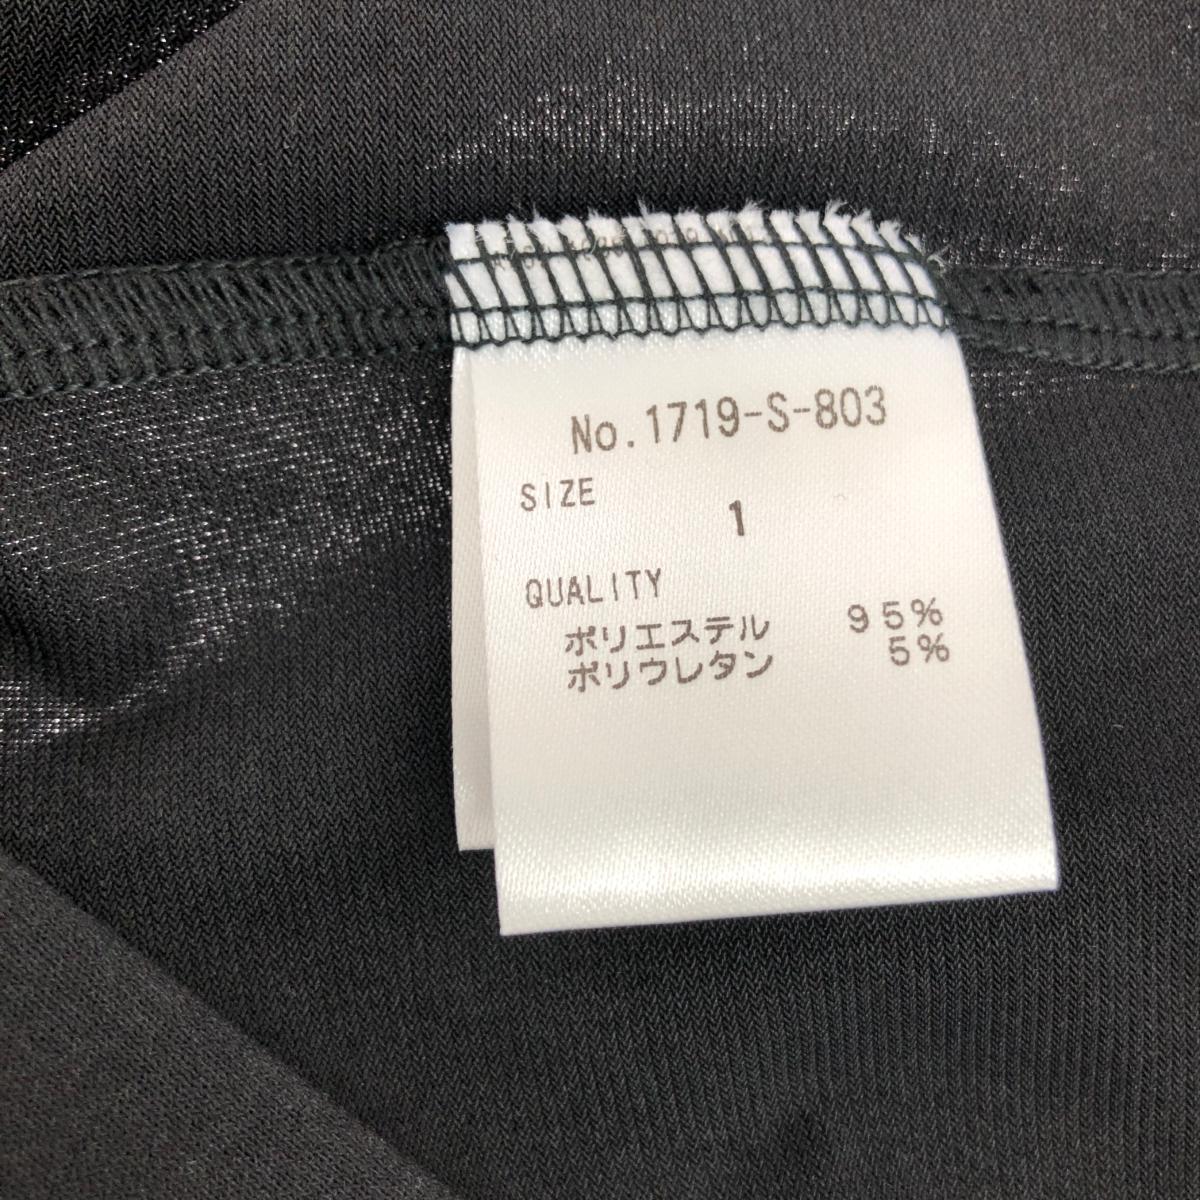 No.1719-S-803
SIZE
1
QUALITY
ポリエステル 95%
ポリウレタン 5%